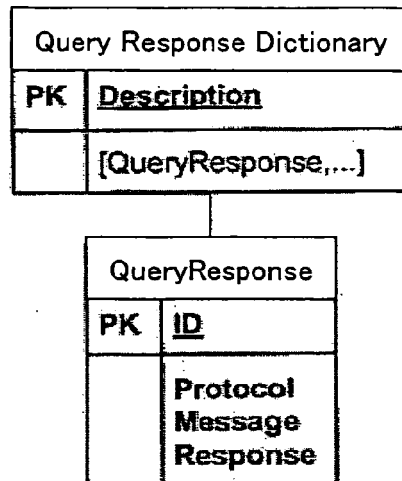 Query Response Dictionary
PK Description
[QueryResponse,...]
QueryResponse
PK ID
Protocol
Message
Response